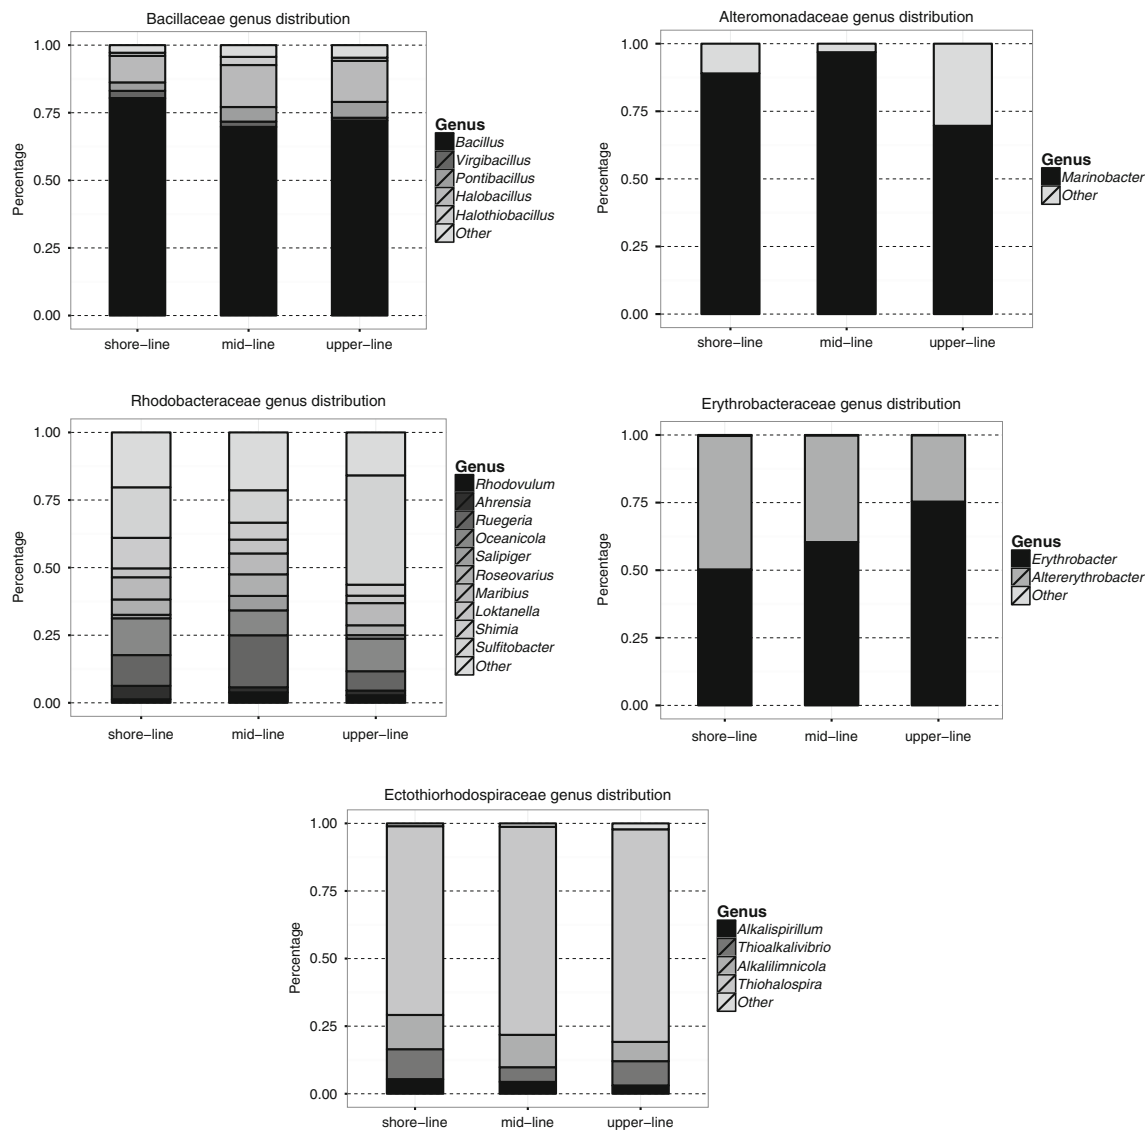 Bacillaceae genus distribution
1.00
0.75
0.50
0.25
0.00
Percentage
shore-line mid-line upper-line
Genus
Bacillus
Virgibacillus
Pontibacillus
Halobacillus
Halothiobacillus
Other
Alteromonadaceae genus distribution
1.00
0.75
0.50
0.25
0.00
Percentage
shore-line mid-line upper-line
Genus
Marinobacter
Other
Rhodobacteraceae genus distribution
1.00
0.75
0.50
0.25
0.00
Percentage
shore-line mid-line upper-line
Genus
Rhodovulum
Ahrensia
Ruegeria
Oceanicola
Salipiger
Roseovarius
Maribius
Loktanella
Shimia
Sulfitobacter
Other
Erythrobacteraceae genus distribution
1.00
0.75
0.50
0.25
0.00
Percentage
shore-line mid-line upper-line
Genus
Erythrobacter
Altererythrobacter
Other
Ectothiorhodospiraceae genus distribution
1.00
0.75
0.50
0.25
0.00
Percentage
shore-line mid-line upper-line
Genus
Alkalispirillum
Thioalkalivibrio
Alkalilimnicola
Thiohalospira
Other